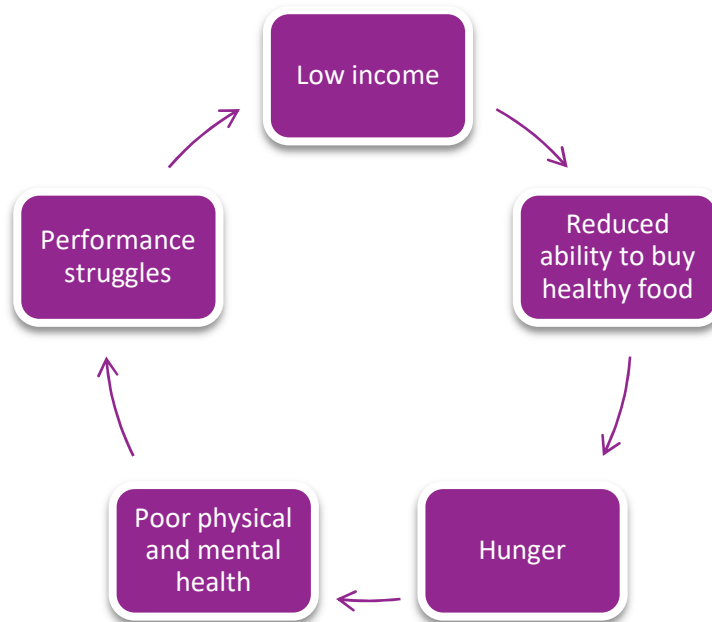 Low income
Reduced
ability to buy
healthy food
Hunger
Poor physical
and mental
health
Performance
struggles